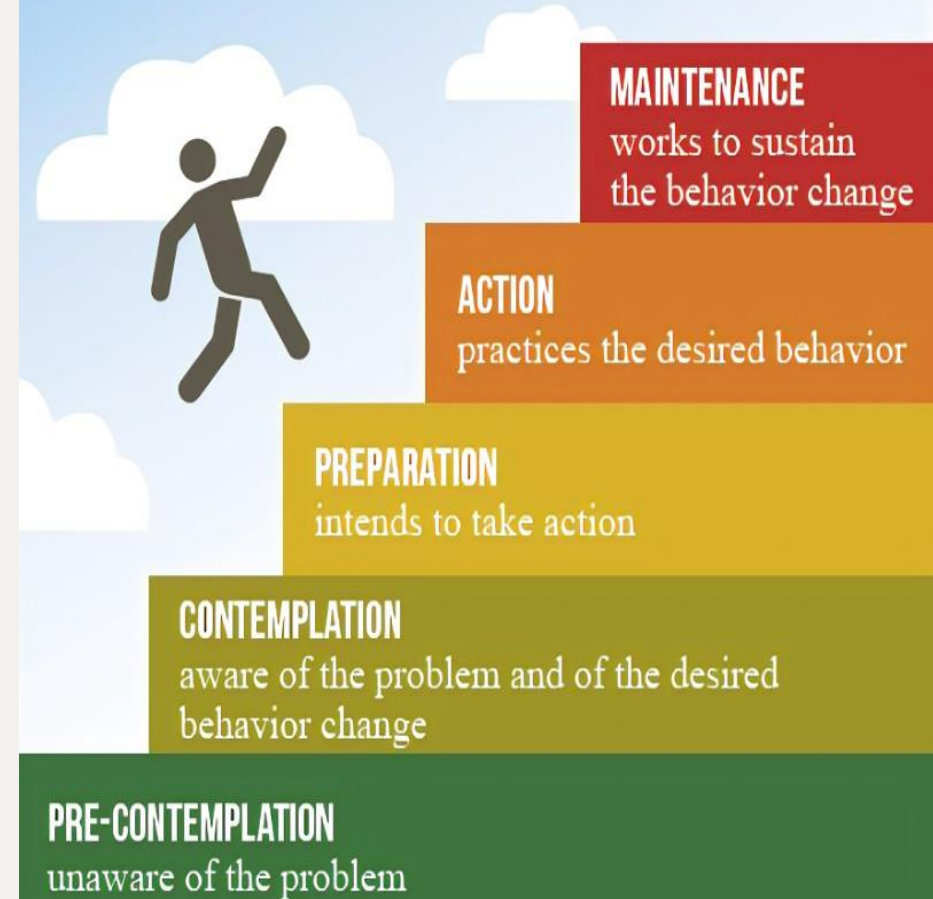 MAINTENANCE
works to sustain
the behavior change
ACTION
practices the desired behavior
PREPARATION
intends to take action
CONTEMPLATION
aware of the problem and of the desired
behavior change
PRE-CONTEMPLATION
unaware of the problem